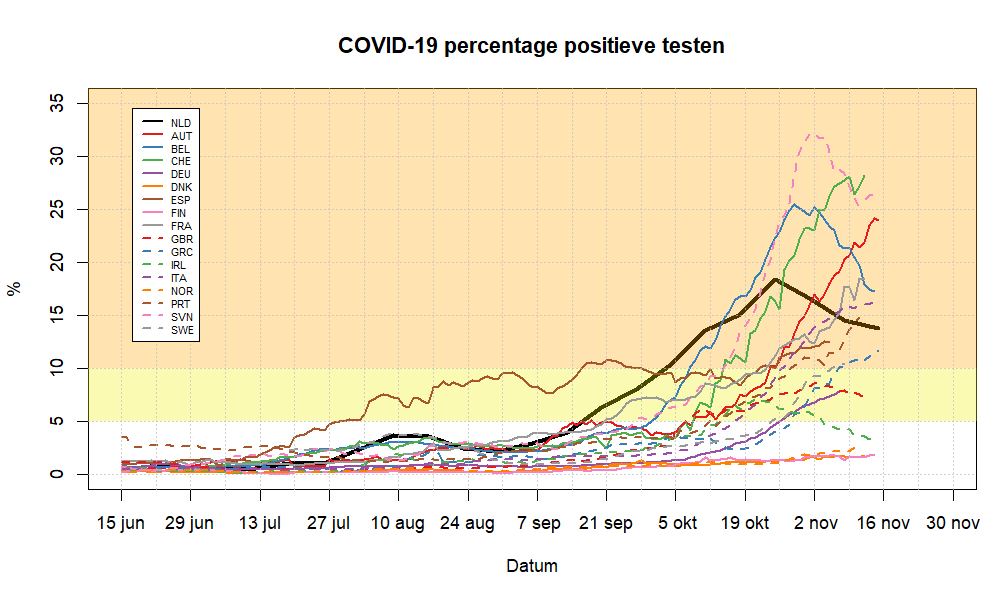 COVID-19 percentage positieve testen
%
35
30
25
20
15
10
5
0
NLD
AUT
BEL
CHE
DEU
DNK
ESP
FIN
FRA
GBR
GRC
IRL
ITA
NOR
PRT
SVN
SWE
15 jun 29 jun 13 jul 27 jul 10 aug 24 aug 7 sep 21 sep 5 okt 19 okt 2 nov 16 nov 30 nov
Datum